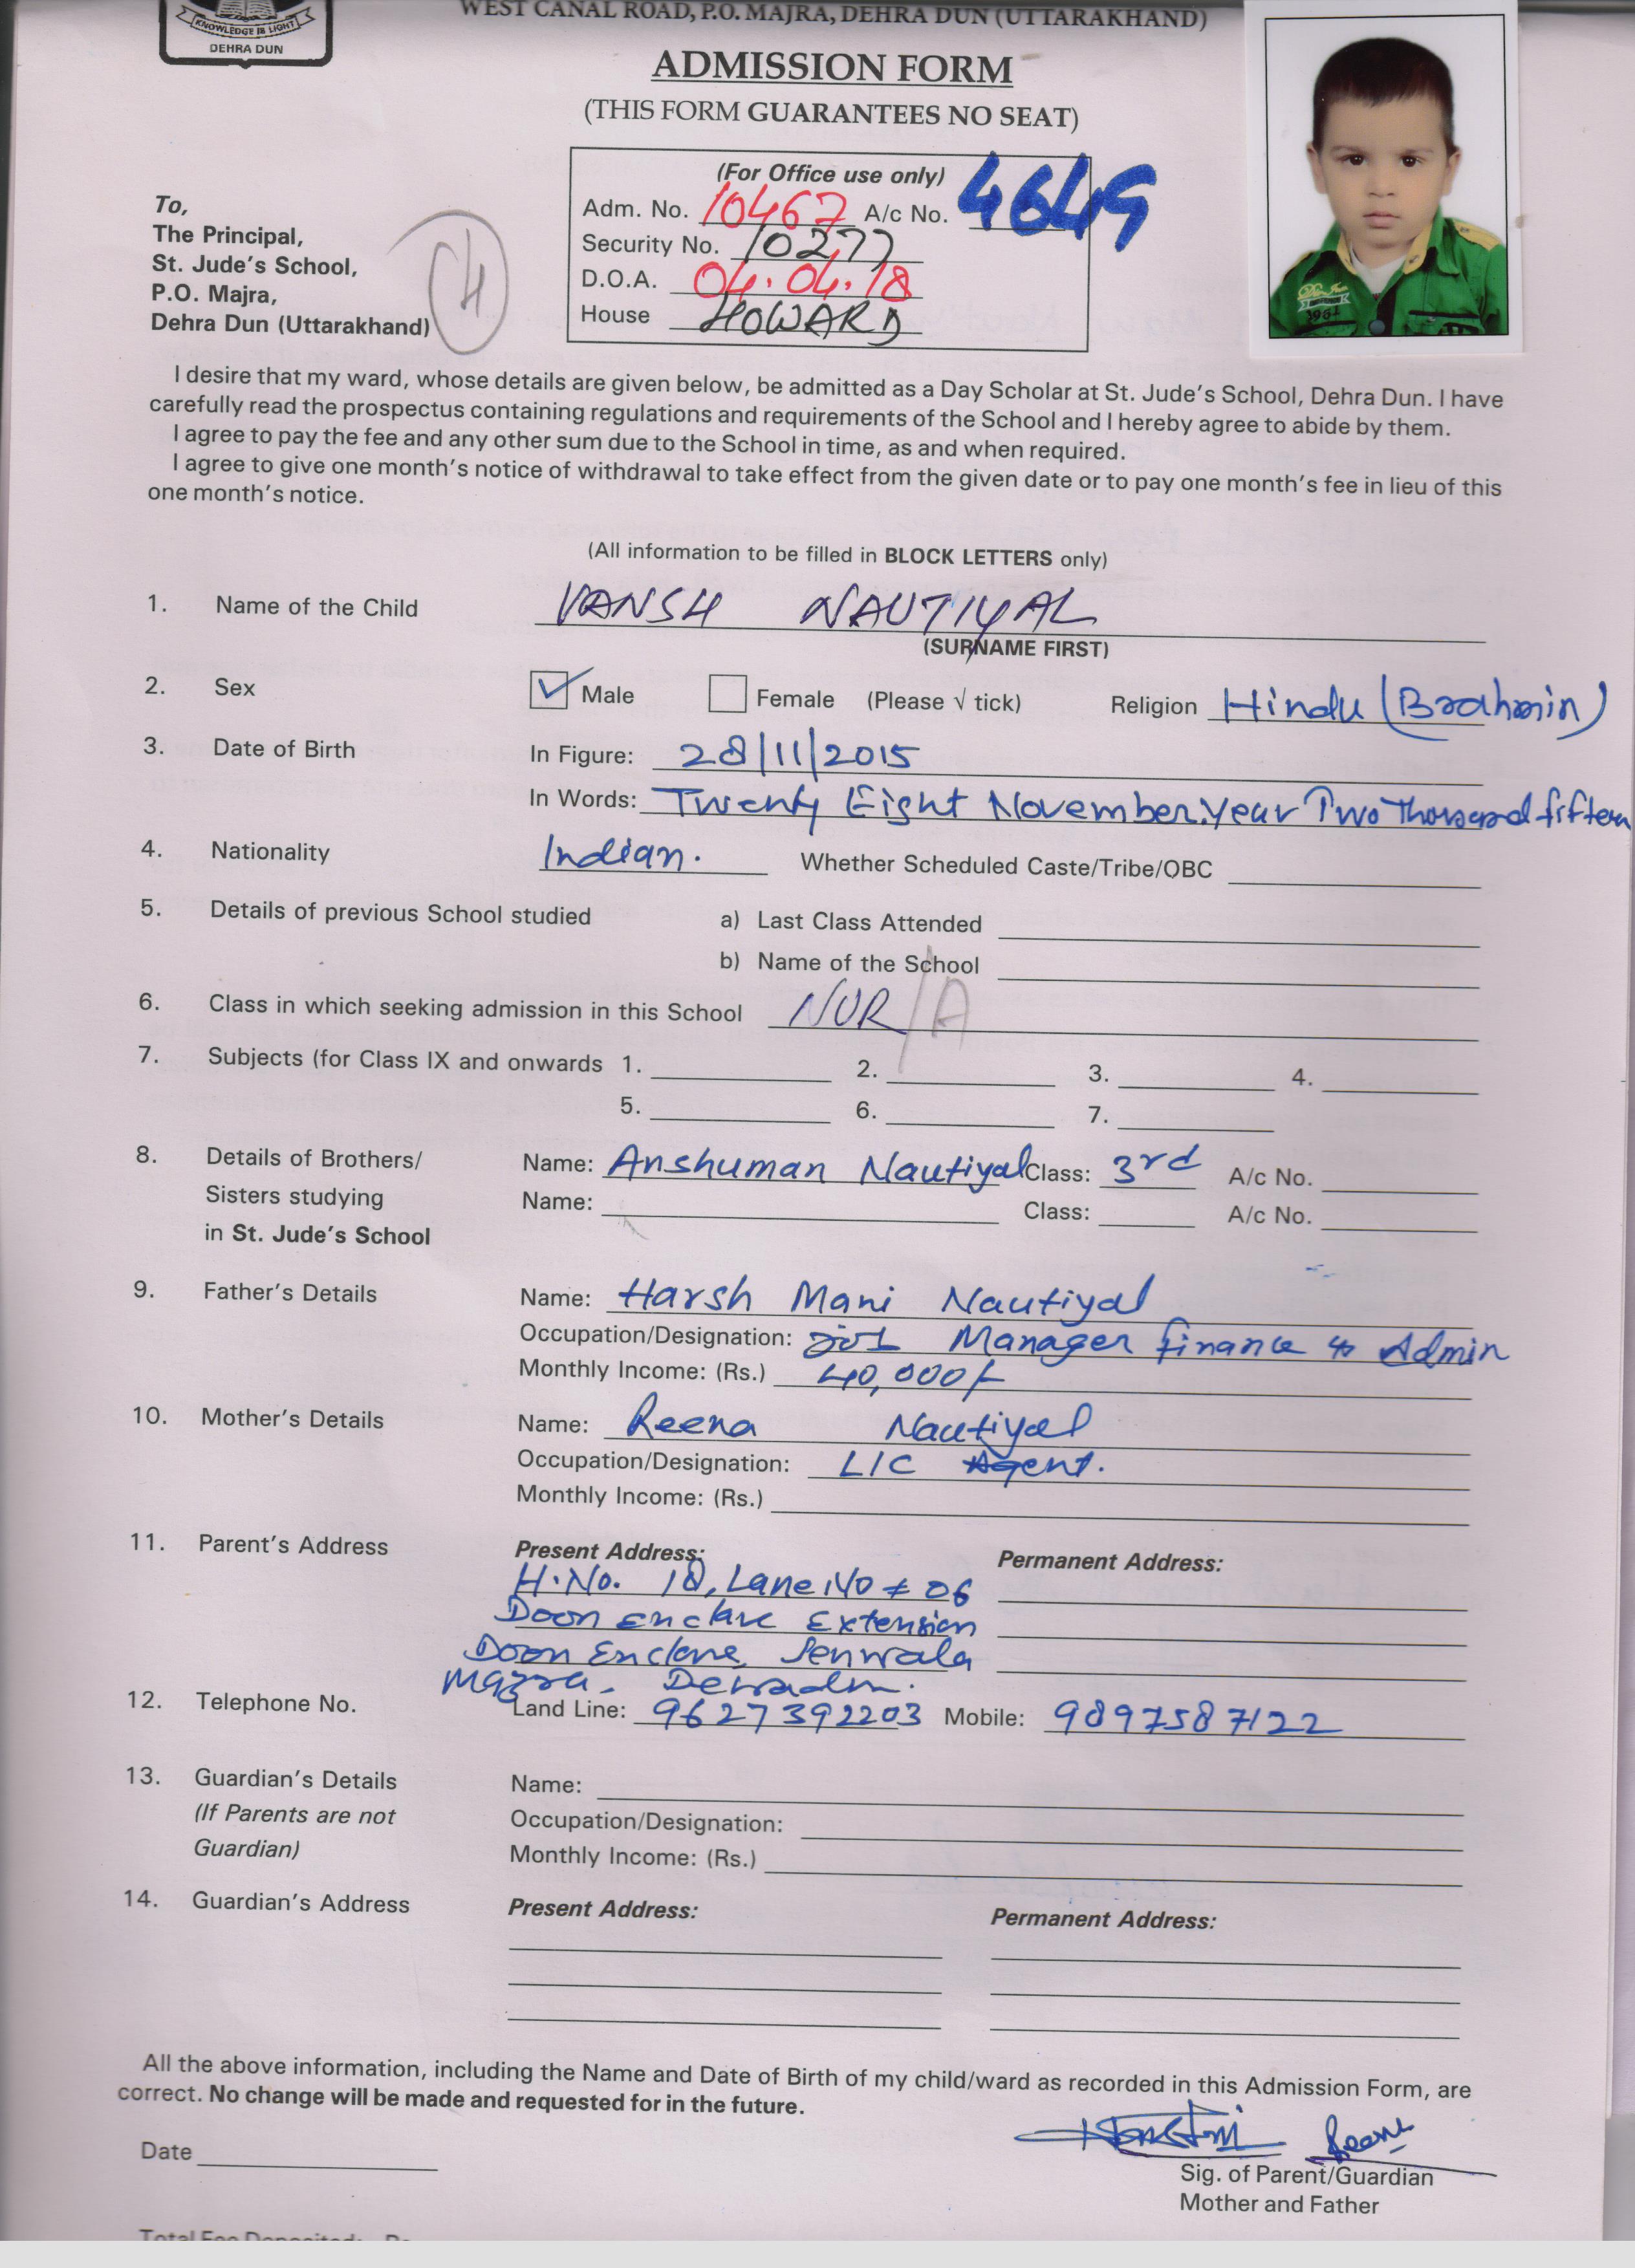 KNOWLEDGE IS LIGHT
DEHRA DUN
WEST CANAL ROAD, P.O. MAJRA, DEHRA DUN (UTTARAKHAND)
ADMISSION FORM
(THIS FORM GUARANTEES NO SEAT)
(For Office use only)
Adm. No. 10467 A/c No. 4649
Security No. 10277
D.O.A. 04.04.18
House HOWARD
To,
The Principal,
St. Jude's School,
P.O. Majra,
Dehra Dun (Uttarakhand)
4
I desire that my ward, whose details are given below, be admitted as a Day Scholar at St. Jude's School, Dehra Dun. I have
carefully read the prospectus containing regulations and requirements of the School and I hereby agree to abide by them.
I agree to pay the fee and any other sum due to the School in time, as and when required.
I agree to give one month's notice of withdrawal to take effect from the given date or to pay one month's fee in lieu of this
one month's notice.
(All information to be filled in BLOCK LETTERS only)
1. Name of the Child VANSH NAUTIYAL
(SURNAME FIRST)
2. Sex Male Female (Please √ tick) Religion Hindu (Brahmin)
3. Date of Birth In Figure: 28/11/2015
In Words: Twenty Eight November year Two Thousand fifteen
4. Nationality Indian. Whether Scheduled Caste/Tribe/OBC
5. Details of previous School studied a) Last Class Attended
b) Name of the School
6. Class in which seeking admission in this School NUR/A
7. Subjects (for Class IX and onwards 1. 2. 3. 4.
5. 6. 7.
8. Details of Brothers/ Name: Anshuman Nautiyal Class: 3rd A/c No.
Sisters studying Name: Class: A/c No.
in St. Jude's School
9. Father's Details Name: Harsh Mani Nautiyal
Occupation/Designation: Manager finance & Admin
Monthly Income: (Rs.) 40,000/-
10. Mother's Details Name: Reena Nautiyal
Occupation/Designation: LIC Agent.
Monthly Income: (Rs.)
11. Parent's Address Present Address: Permanent Address:
H.No. 18, Lane No # 06
Doon Enclave Extension
Doon Enclave,
12. Telephone No. Land Line: 9627392203 Mobile: 9897587122
13. Guardian's Details Name:
(If Parents are not Occupation/Designation:
Guardian) Monthly Income: (Rs.)
14. Guardian's Address Present Address: Permanent Address:
All the above information, including the Name and Date of Birth of my child/ward as recorded in this Admission Form, are
correct. No change will be made and requested for in the future.
Reena
Date
Sig. of Parent/Guardian
Mother and Father
Total Fee Deposited: Rs.